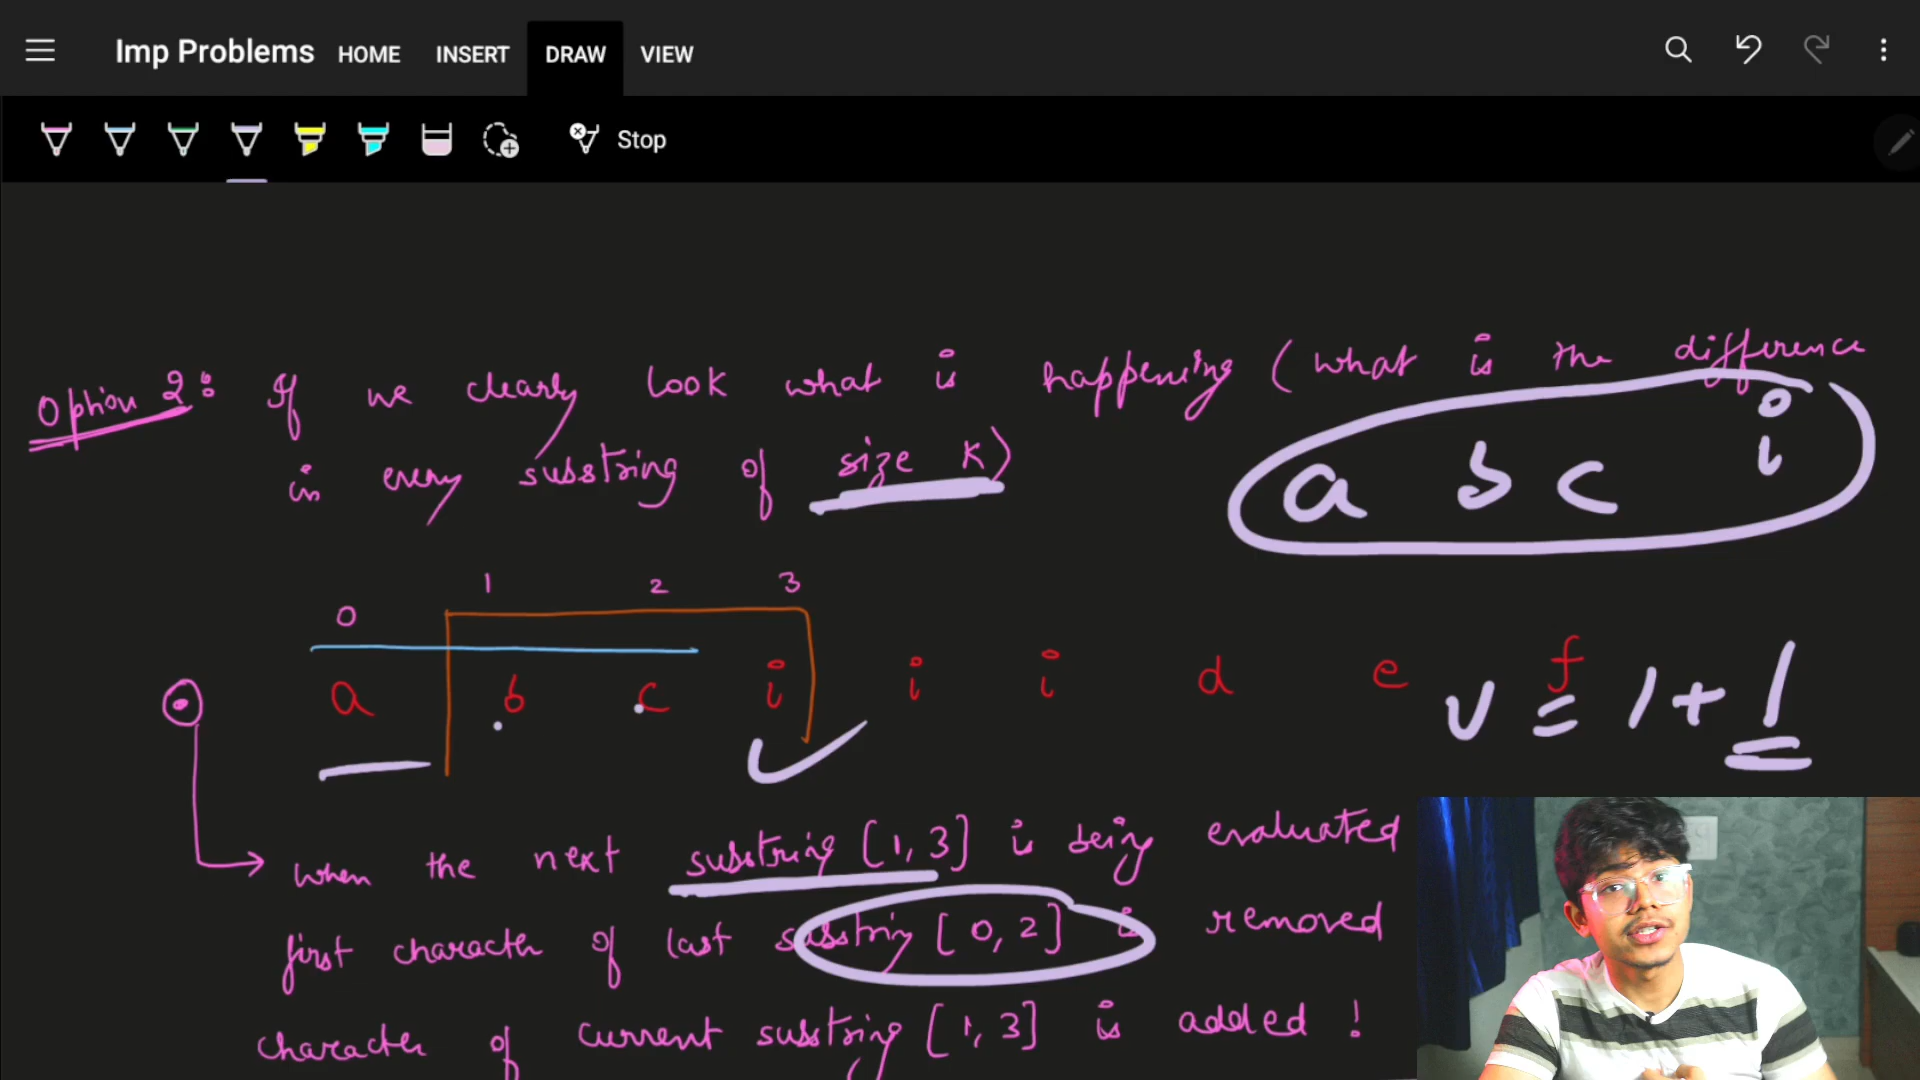 Imp Problems HOME INSERT DRAW VIEW
Stop
Option 2: If we clearly look what is happening (what is the difference
in every substring of size K)
a b c i
0 1 2 3
a b c i i i d e f
V = 1 + 1
when the next substring [1, 3] is being evaluated
first character of last substring [0, 2] is removed
character of current substring [1, 3] is added !